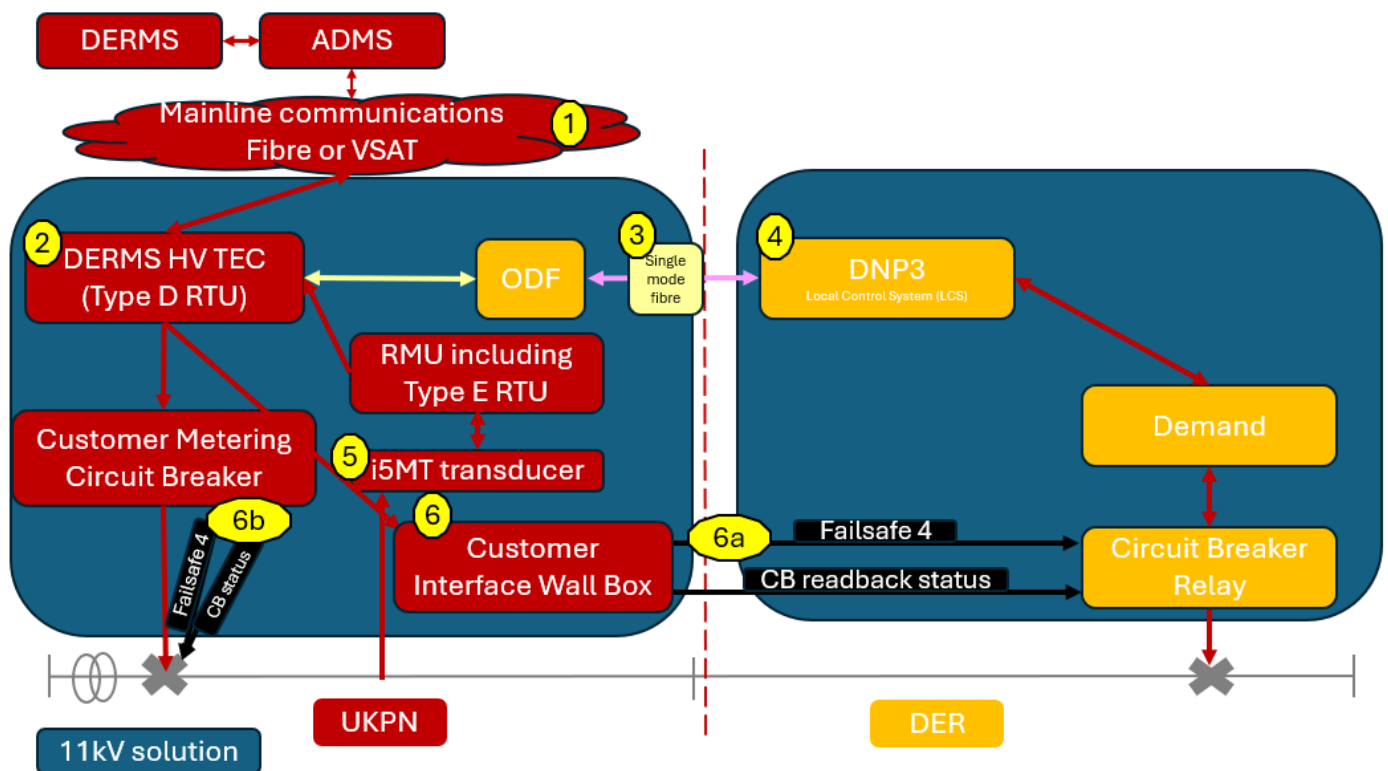 DERMS
ADMS
Mainline communications
Fibre or VSAT
1
2
DERMS HV TEC
(Type D RTU)
ODF
3
Single
mode
fibre
4
DNP3
Local Control System (LCS)
RMU including
Type E RTU
Customer Metering
Circuit Breaker
5
i5MT transducer
Demand
6b
Failsafe 4
CB status
6
Customer
Interface Wall Box
6a
Failsafe 4
CB readback status
Circuit Breaker
Relay
UKPN
DER
11kV solution